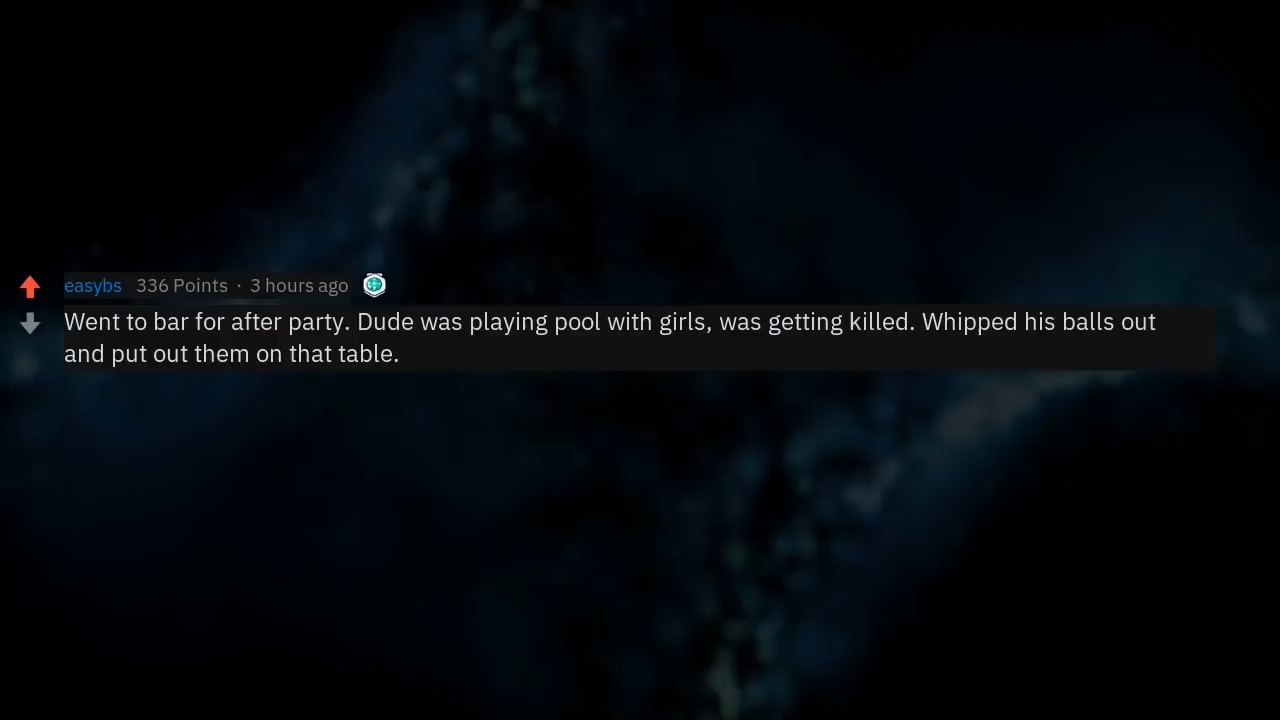 easybs 336 Points · 3 hours ago
Went to bar for after party. Dude was playing pool with girls, was getting killed. Whipped his balls out
and put out them on that table.